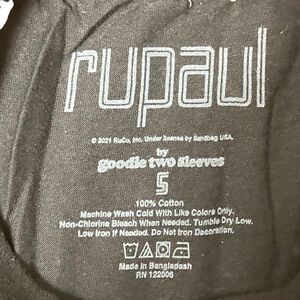 rupaul
© 2021 RuCo, Inc. Under license by Santbag USA.
by
goodie two sleeves
S
100% Cotton
Machine Wash Cold With Like Colors Only.
Non-Chlorine Bleach When Needed. Tumble Dry Low,
Low Iron If Needed. Do Not Iron Decoration.
Made in Bangladesh
RN 122006